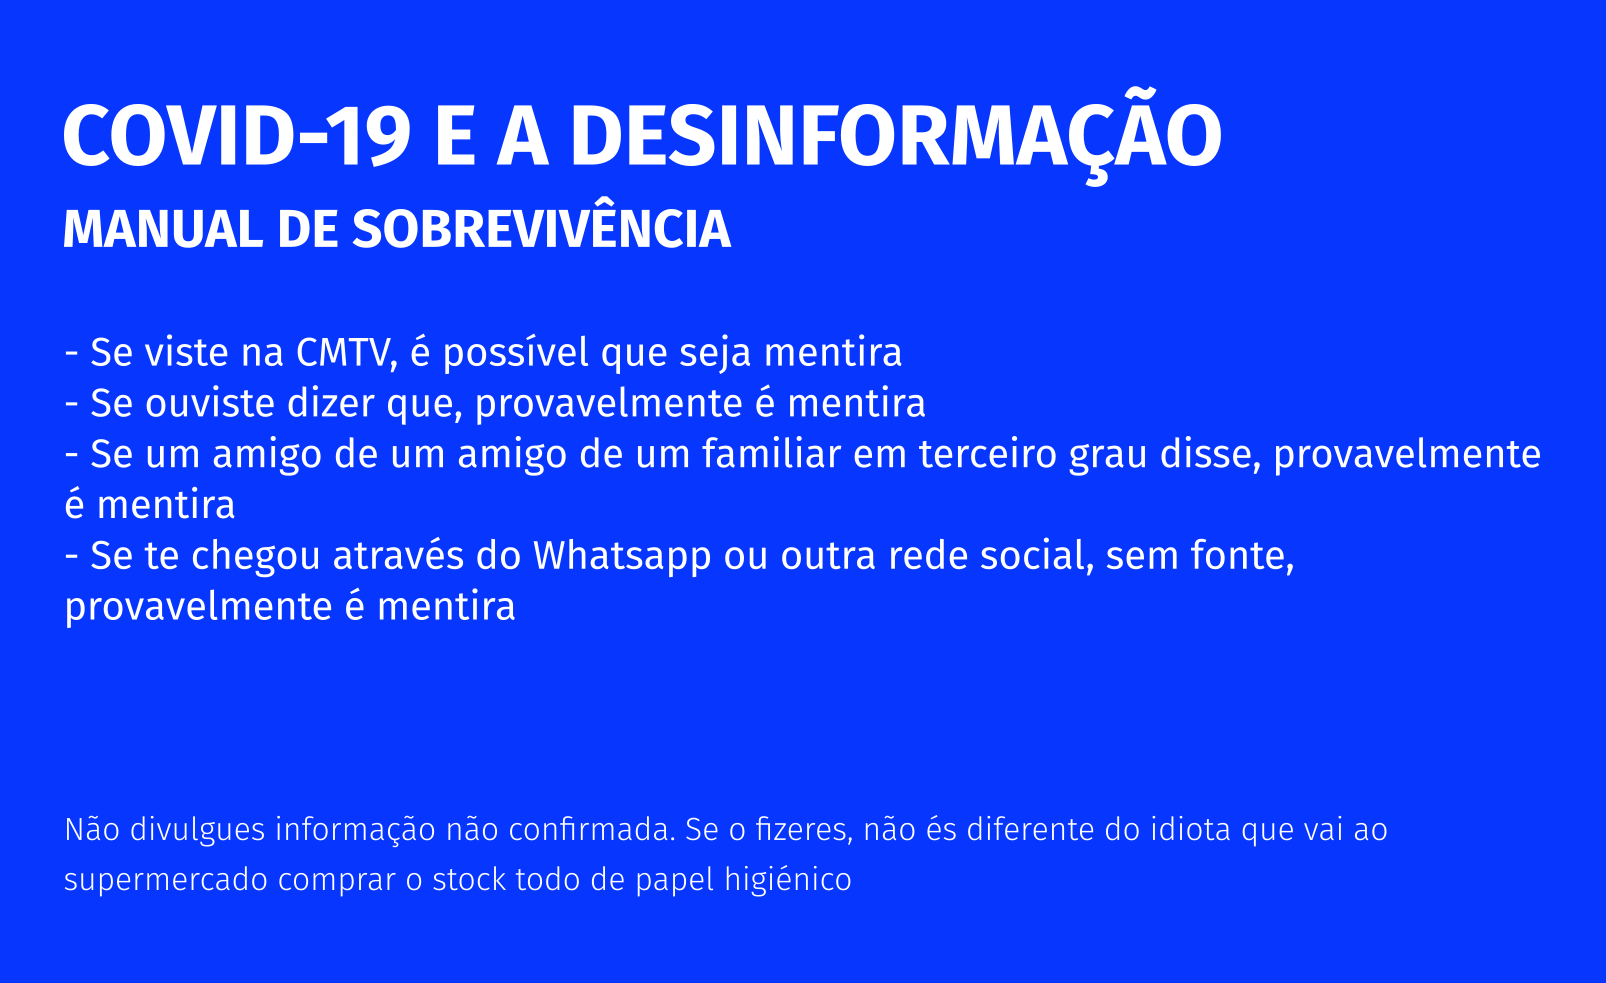 COVID-19 E A DESINFORMAÇÃO
MANUAL DE SOBREVIVÊNCIA
- Se viste na CMTV, é possível que seja mentira
- Se ouviste dizer que, provavelmente é mentira
- Se um amigo de um amigo de um familiar em terceiro grau disse, provavelmente
é mentira
- Se te chegou através do Whatsapp ou outra rede social, sem fonte,
provavelmente é mentira
Não divulgues informação não confirmada. Se o fizeres, não és diferente do idiota que vai ao
supermercado comprar o stock todo de papel higiénico